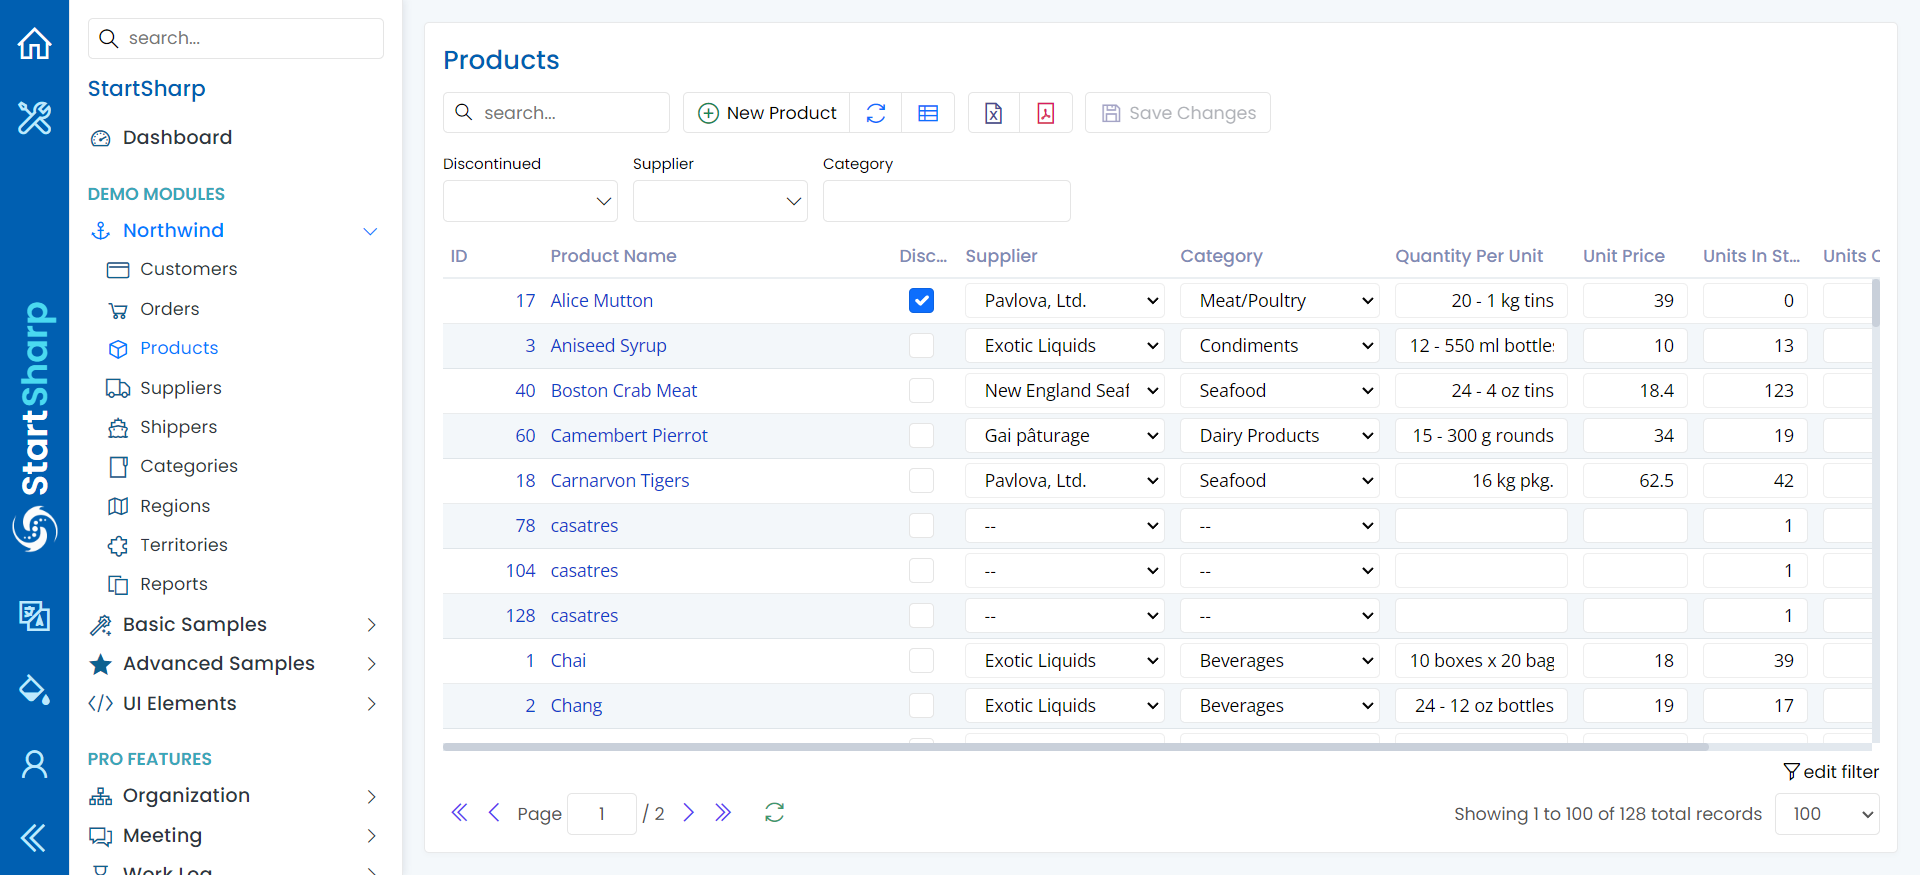 StartSharp
search...
StartSharp
Dashboard
DEMO MODULES
Northwind
Customers
Orders
Products
Suppliers
Shippers
Categories
Regions
Territories
Reports
Basic Samples
Advanced Samples
UI Elements
PRO FEATURES
Organization
Meeting
Work Log
Products
search...
New Product
Save Changes
Discontinued Supplier Category
ID Product Name Disc... Supplier Category Quantity Per Unit Unit Price Units In St... Units
17 Alice Mutton Pavlova, Ltd. Meat/Poultry 20 - 1 kg tins 39 0
3 Aniseed Syrup Exotic Liquids Condiments 12 - 550 ml bottles 10 13
40 Boston Crab Meat New England Seaf Seafood 24 - 4 oz tins 18.4 123
60 Camembert Pierrot Gai pâturage Dairy Products 15 - 300 g rounds 34 19
18 Carnarvon Tigers Pavlova, Ltd. Seafood 16 kg pkg. 62.5 42
78 casatres -- -- 1
104 casatres -- -- 1
128 casatres -- -- 1
1 Chai Exotic Liquids Beverages 10 boxes x 20 bag 18 39
2 Chang Exotic Liquids Beverages 24 - 12 oz bottles 19 17
edit filter
Page 1 / 2
Showing 1 to 100 of 128 total records 100